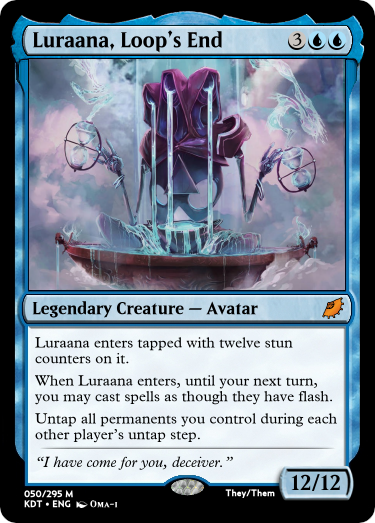 Luraana, Loop's End 3
Legendary Creature — Avatar
Luraana enters tapped with twelve stun
counters on it.
When Luraana enters, until your next turn,
you may cast spells as though they have flash.
Untap all permanents you control during each
other player's untap step.
"I have come for you, deceiver."
12/12
050/295 M They/Them
KDT • ENG Oma-1